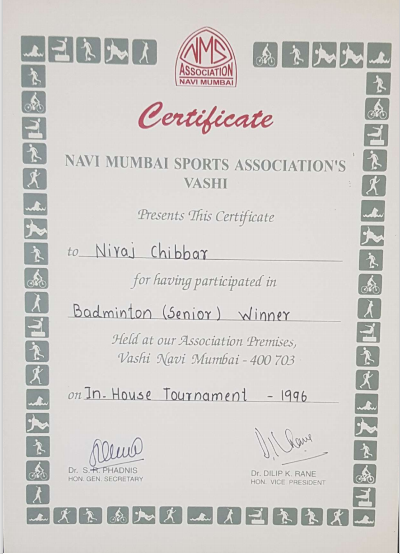 NMS
ASSOCIATION
NAVI MUMBAI
Certificate
NAVI MUMBAI SPORTS ASSOCIATION'S
VASHI
Presents This Certificate
to Niraj Chibbar
for having participated in
Badminton (Senior) Winner
Held at our Association Premises,
Vashi Navi Mumbai - 400 703
on In-House Tournament - 1996
Dr. S. R. PHADNIS
HON. GEN. SECRETARY
Dr. DILIP K. RANE
HON. VICE PRESIDENT